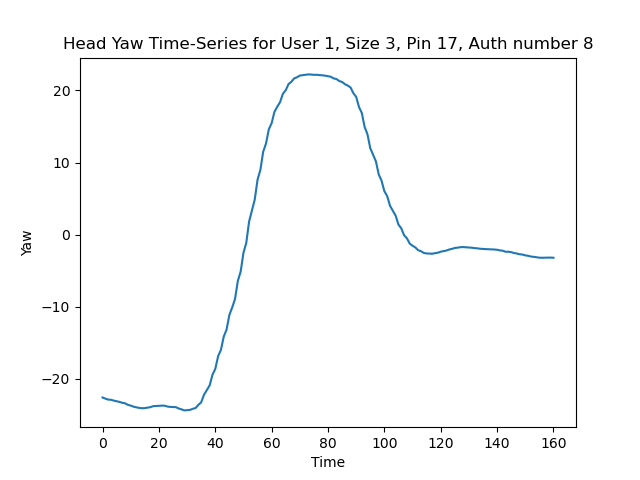 Head Yaw Time-Series for User 1, Size 3, Pin 17, Auth number 8
20
10
0
−10
−20
Yaw
0 20 40 60 80 100 120 140 160
Time